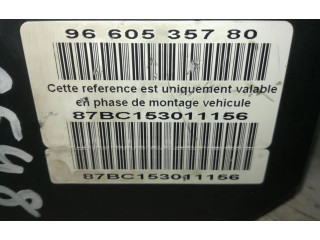 96 605 357 80
Cette reference est uniquement valable
en phase de montage vehicule
87BC153011156
87BC153011156